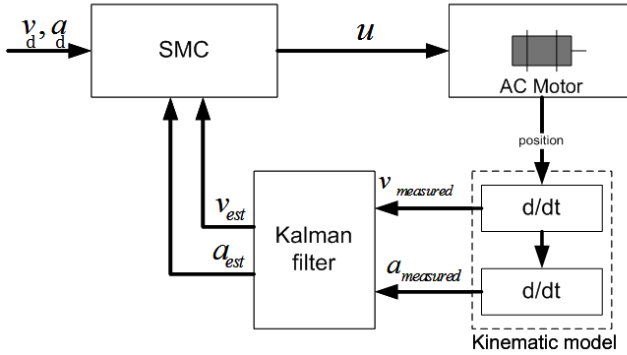 v_d, a_d
SMC
u
AC Motor
position
v_measured
d/dt
v_est
Kalman
filter
a_est
a_measured
d/dt
Kinematic model